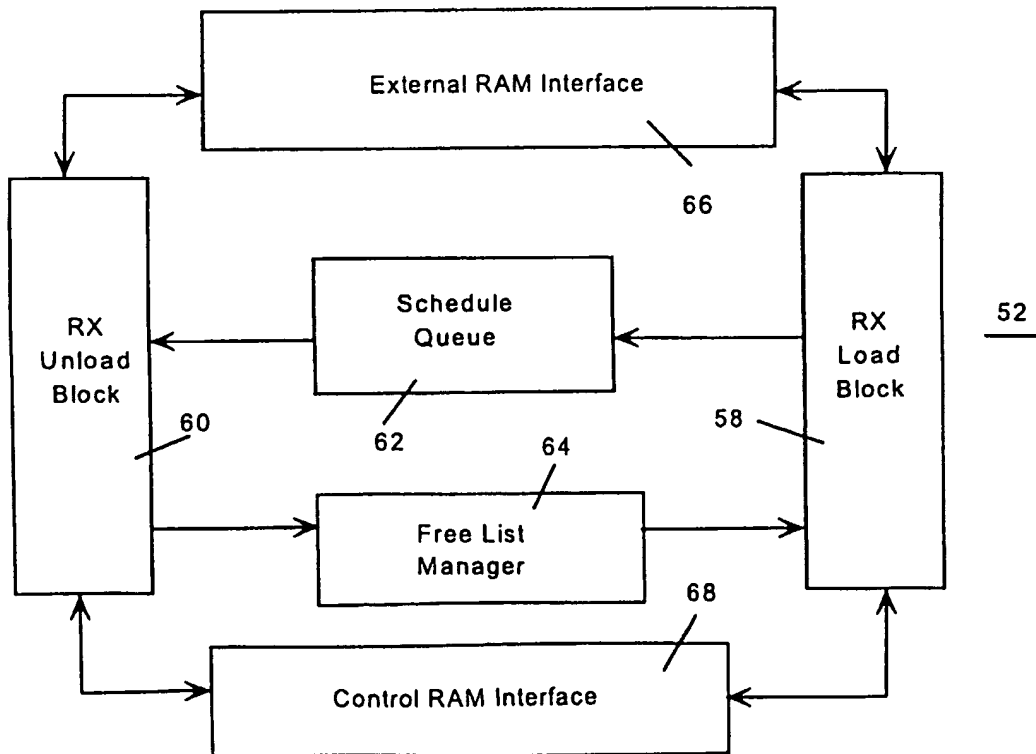 External RAM Interface
66
Schedule
Queue
62
RX
Unload
Block
60
RX
Load
Block
58
52
64
Free List
Manager
68
Control RAM Interface